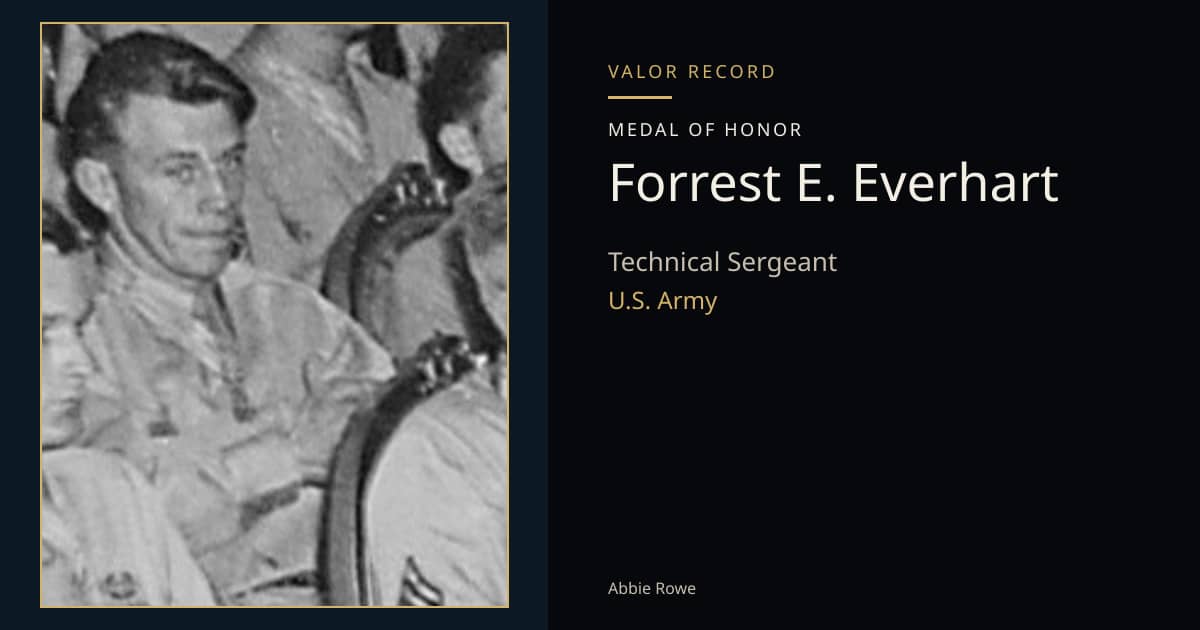 VALOR RECORD
MEDAL OF HONOR
Forrest E. Everhart
Technical Sergeant
U.S. Army
Abbie Rowe